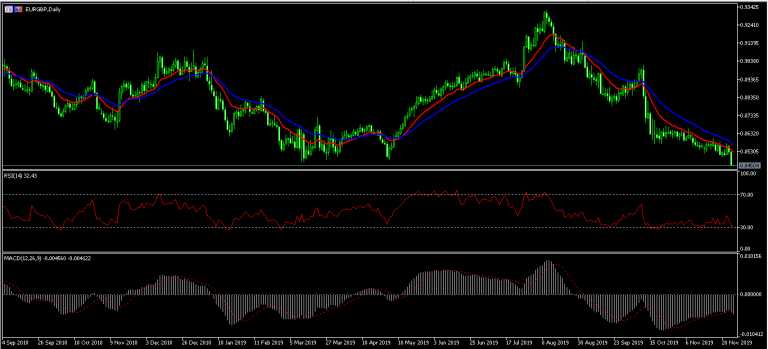 EURGBP,Daily
0.93425
0.92410
0.91395
0.90380
0.89365
0.88350
0.87335
0.86320
0.85305
RSI(14) 32.43
100.00
70.00
30.00
0.00
MACD(12,26,9) -0.004560 -0.004122
0.010156
0.000000
-0.010412
4 Sep 2018
26 Sep 2018
18 Oct 2018
9 Nov 2018
3 Dec 2018
26 Dec 2018
18 Jan 2019
11 Feb 2019
5 Mar 2019
27 Mar 2019
18 Apr 2019
12 May 2019
3 Jun 2019
25 Jun 2019
17 Jul 2019
8 Aug 2019
30 Aug 2019
23 Sep 2019
15 Oct 2019
6 Nov 2019
28 Nov 2019